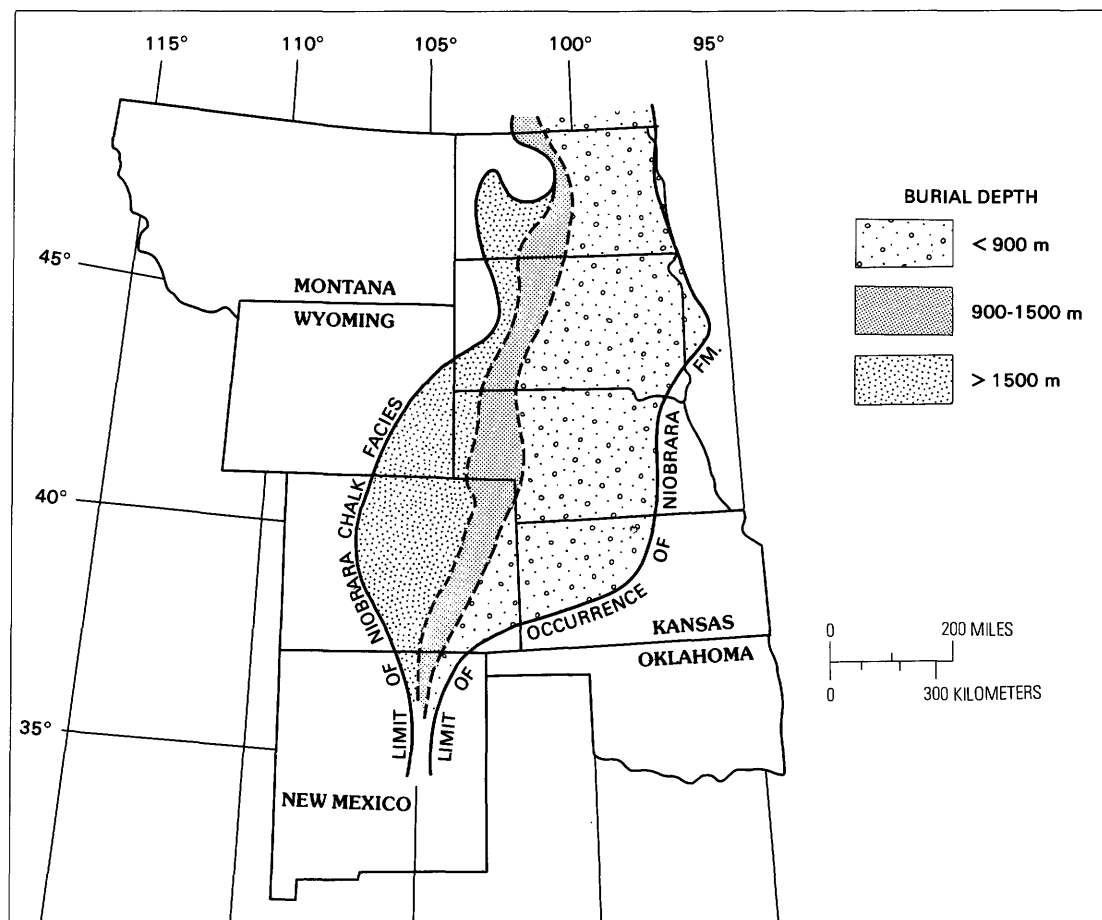 115° 110° 105° 100° 95°
45°
40°
35°
MONTANA
WYOMING
KANSAS
OKLAHOMA
NEW MEXICO
LIMIT OF NIOBRARA CHALK FACIES
LIMIT OF OCCURRENCE OF NIOBRARA FM.
BURIAL DEPTH
< 900 m
900-1500 m
> 1500 m
0 200 MILES
0 300 KILOMETERS